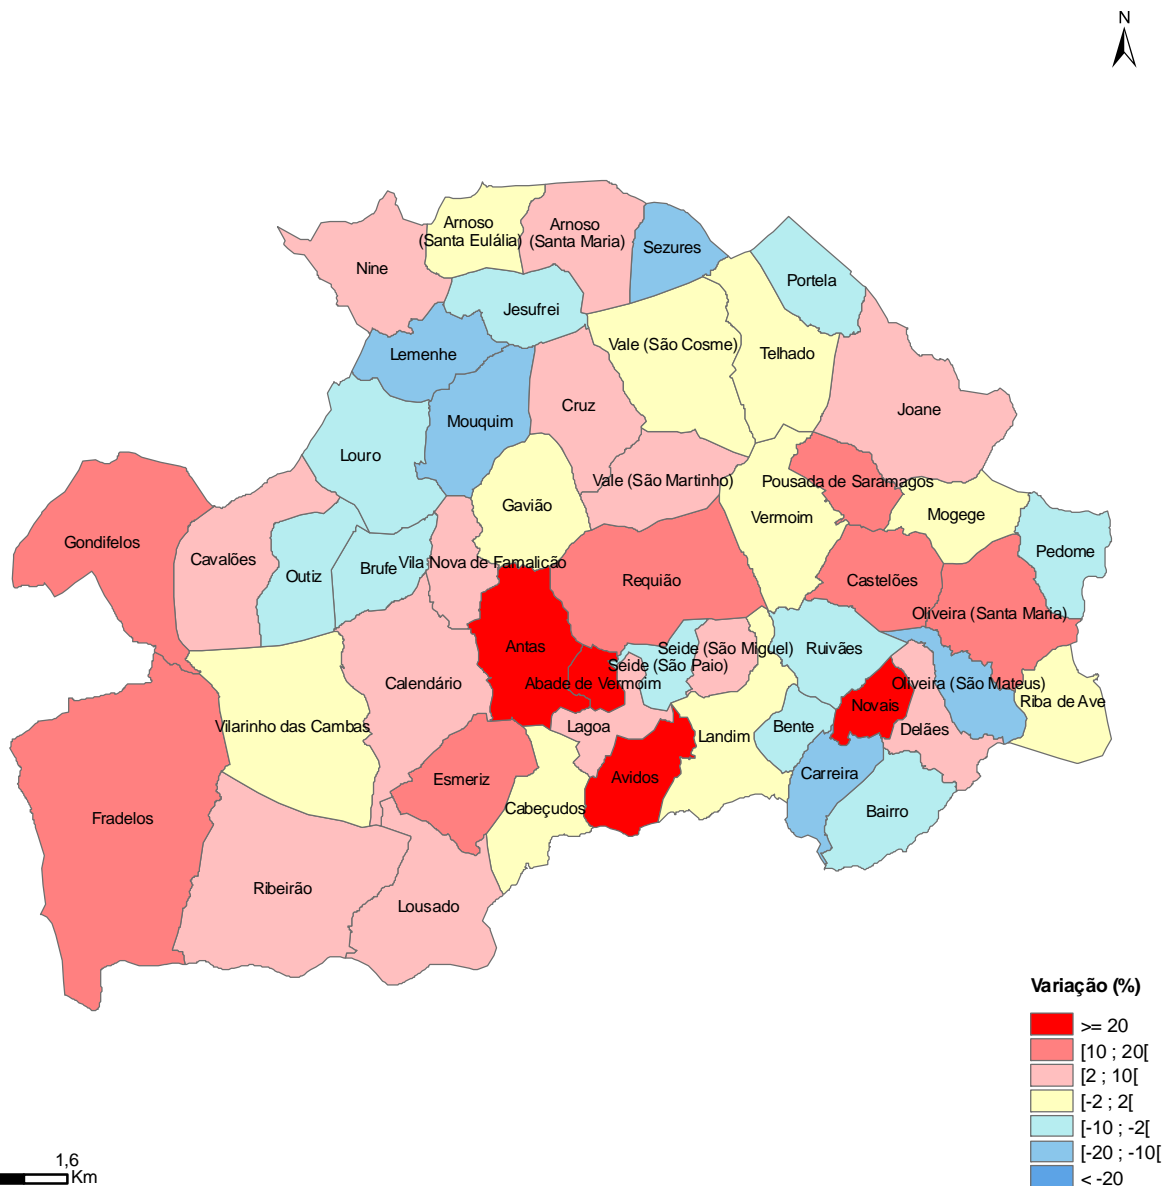 N
Arnoso
(Santa Eulália)
Arnoso
(Santa Maria)
Sezures
Nine
Portela
Jesufrei
Vale (São Cosme)
Telhado
Lemenhe
Cruz
Joane
Mouquim
Louro
Vale (São Martinho)
Pousada de Saramagos
Gavião
Vermoim
Mogege
Gondifelos
Cavalões
Outiz
Brufe
Vila Nova de Famalicão
Requião
Castelões
Pedome
Oliveira (Santa Maria)
Antas
Seide (São Miguel)
Seide (São Paio)
Ruivães
Calendário
Abade de Vermoim
Oliveira (São Mateus)
Riba de Ave
Novais
Vilarinho das Cambas
Lagoa
Landim
Bente
Delães
Esmeriz
Avidos
Carreira
Cabeçudos
Bairro
Fradelos
Ribeirão
Lousado
Variação (%)
>= 20
[10 ; 20[
[2 ; 10[
[-2 ; 2[
[-10 ; -2[
[-20 ; -10[
< -20
1,6
Km